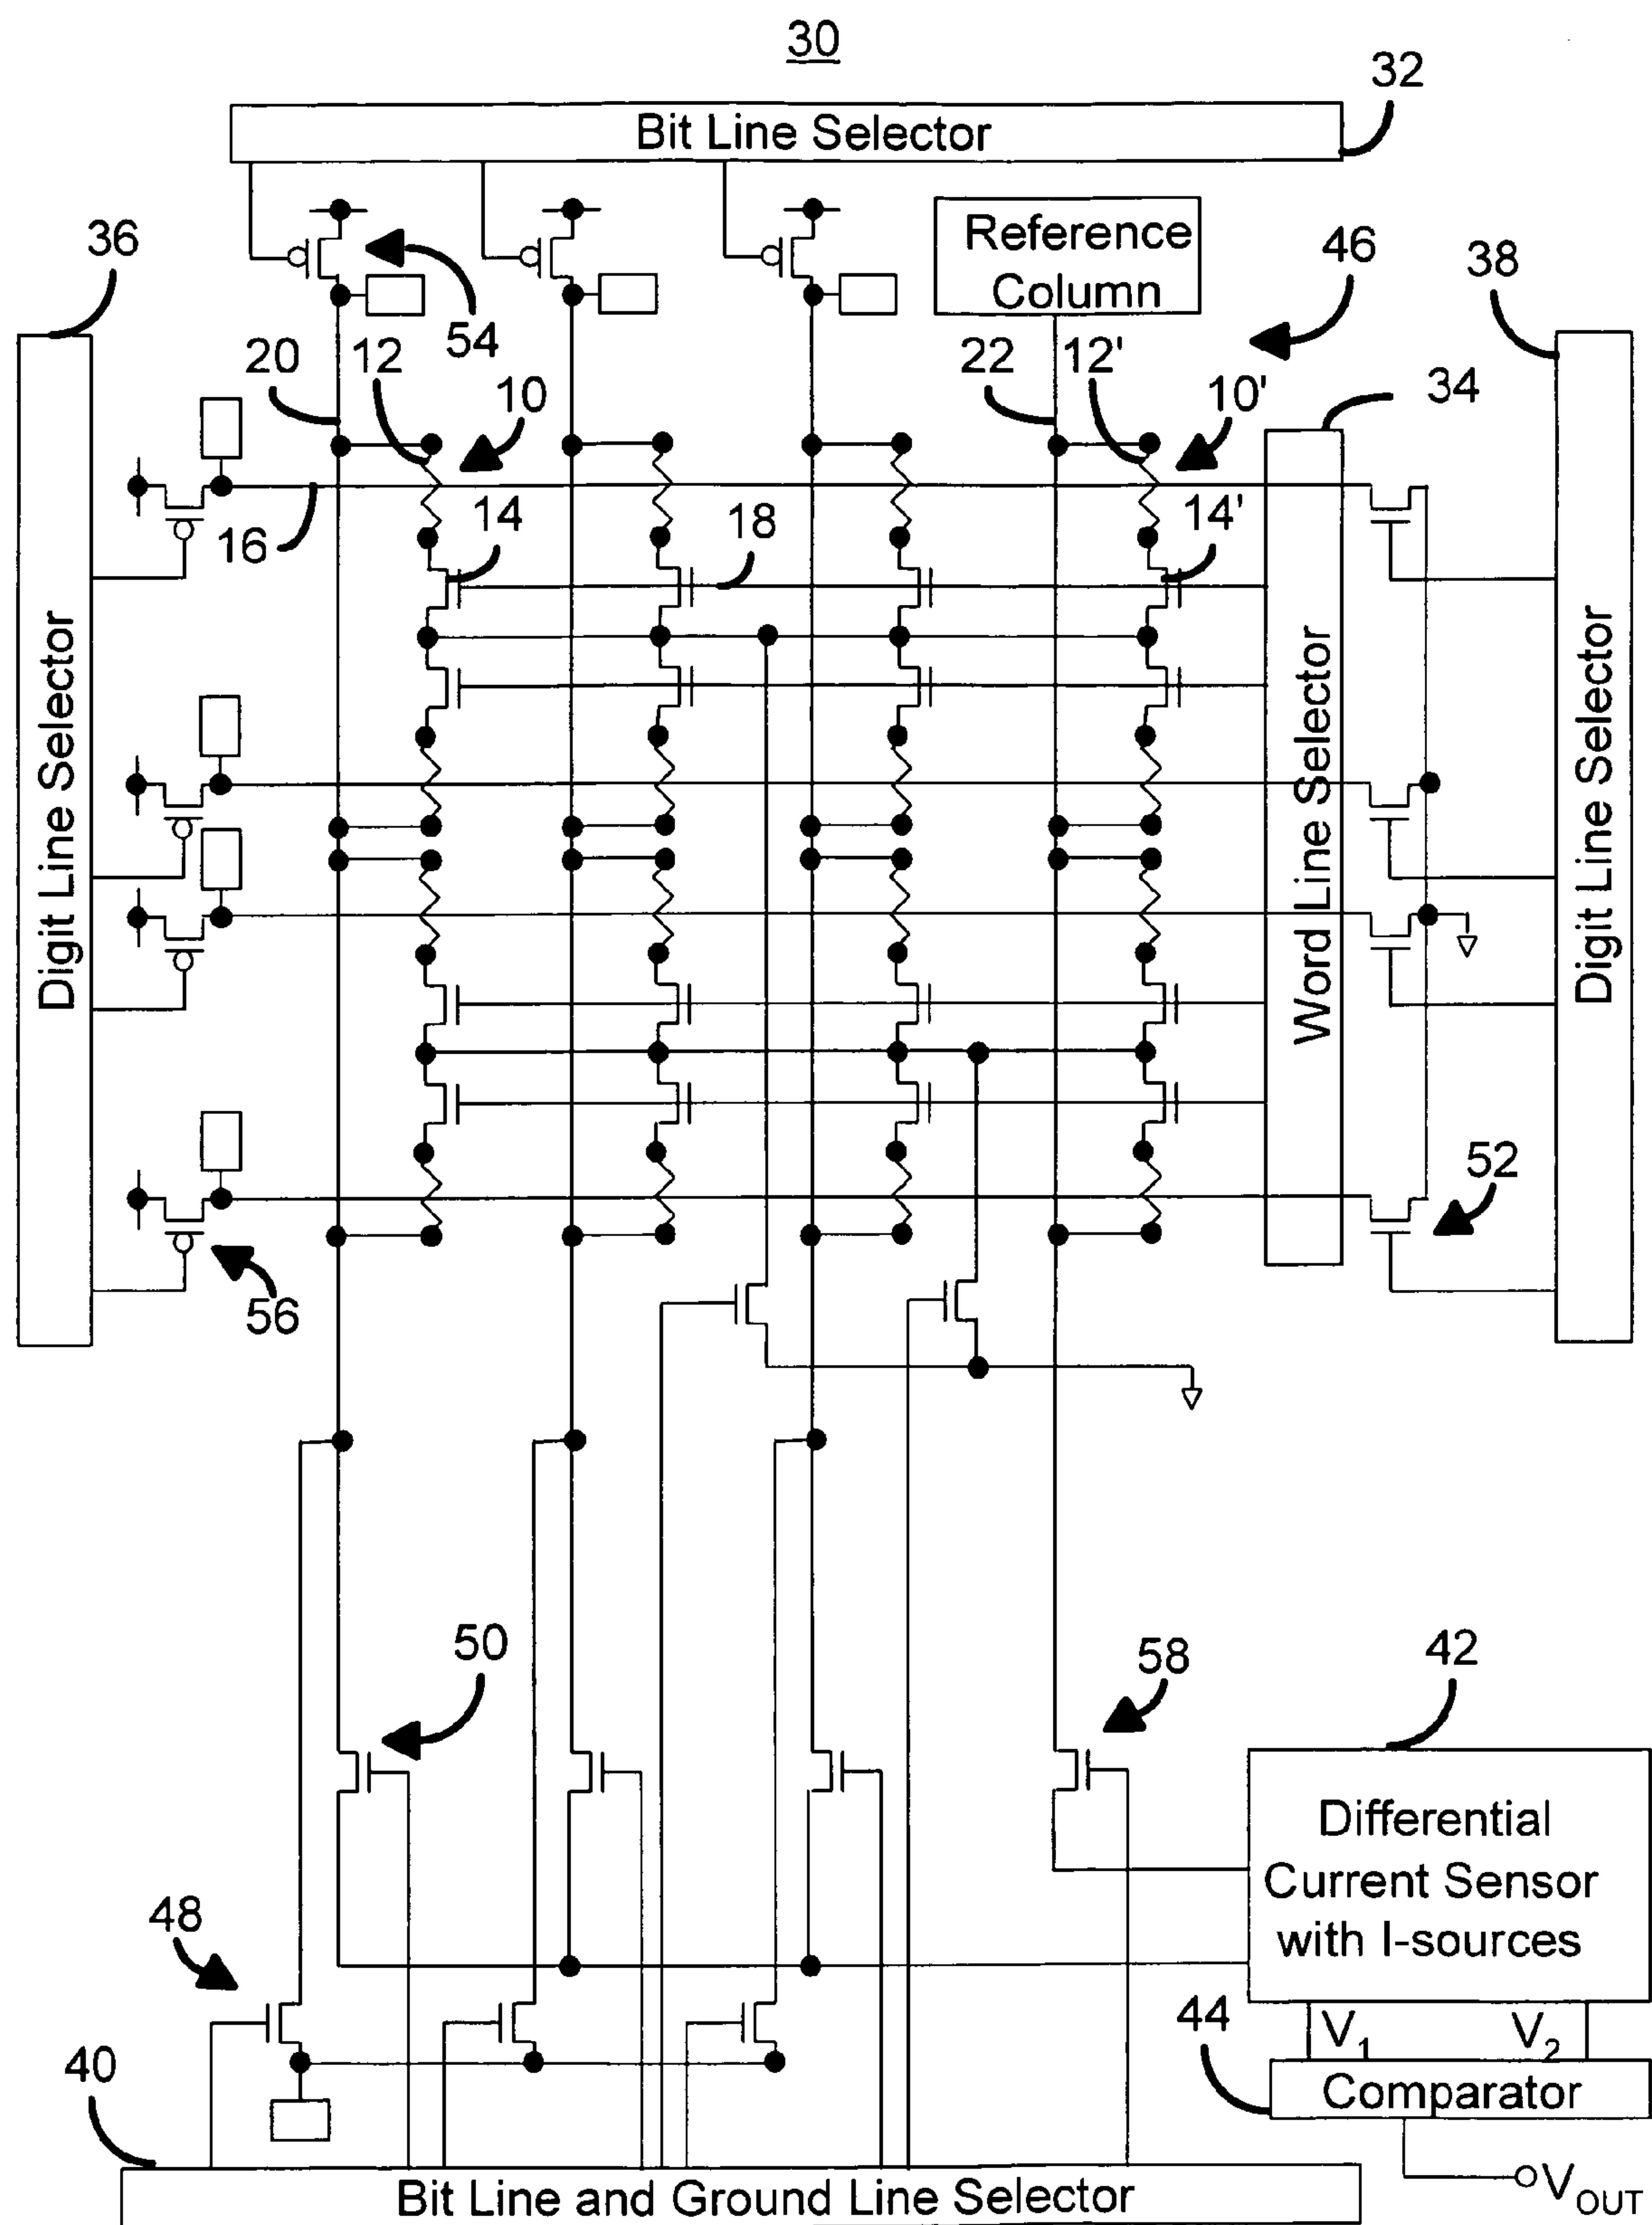 30
32
Bit Line Selector
36
Reference
Column
46
38
54
20
12
22
12'
10
10'
34
16
14
18
14'
Digit Line Selector
Word Line Selector
Digit Line Selector
52
56
50
58
42
Differential
Current Sensor
with I-sources
48
44
V1
V2
40
Comparator
Bit Line and Ground Line Selector
VOUT